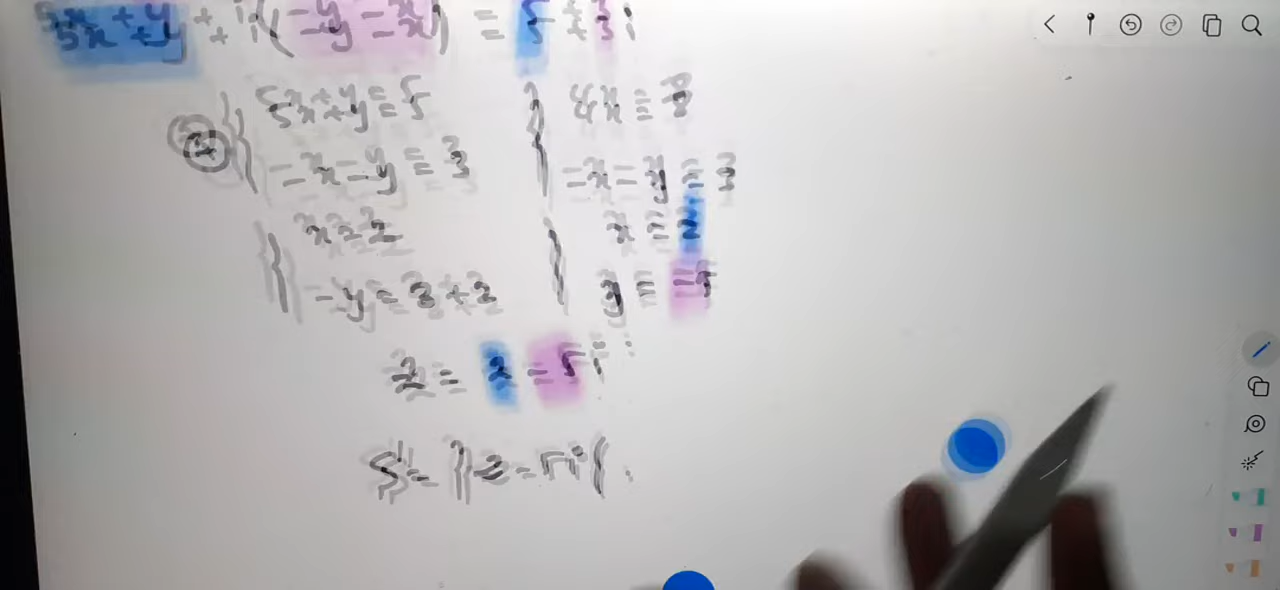 5x+y + i(-y-x) = 5 + 3i
{ 5x+y=5 { 4x = 8
-x-y = 3 -x-y = 3
{ x=2 { x = 2
-y = 3+2 y = -5
z = 2 - 5i
S = {2-5i}